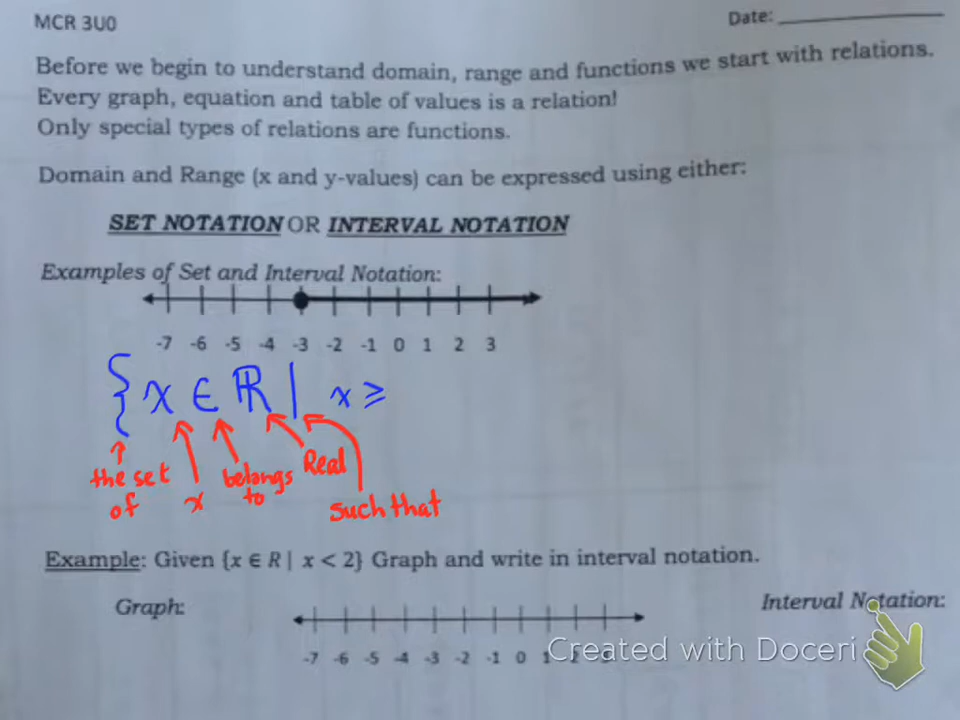 MCR 3U0
Date: ____________
Before we begin to understand domain, range and functions we start with relations.
Every graph, equation and table of values is a relation!
Only special types of relations are functions.
Domain and Range (x and y-values) can be expressed using either:
SET NOTATION OR INTERVAL NOTATION
Examples of Set and Interval Notation:
-7 -6 -5 -4 -3 -2 -1 0 1 2 3
{ x ∈ ℝ | x ≥
the set of
x
belongs to
Real
such that
Example: Given {x ∈ R | x < 2} Graph and write in interval notation.
Graph:
Interval Notation:
-7 -6 -5 -4 -3 -2 -1 0 1 2
Created with Doceri